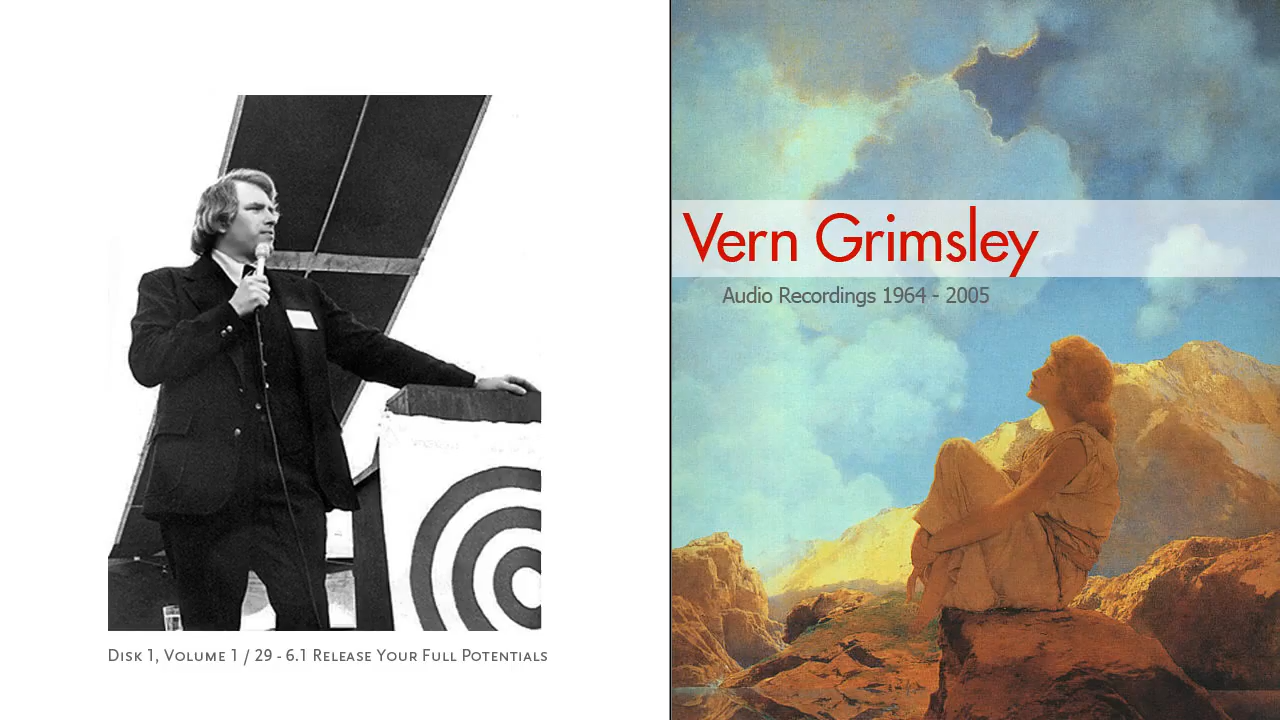 Vern Grimsley
Audio Recordings 1964 - 2005
Disk 1, Volume 1 / 29 - 6.1 Release Your Full Potentials